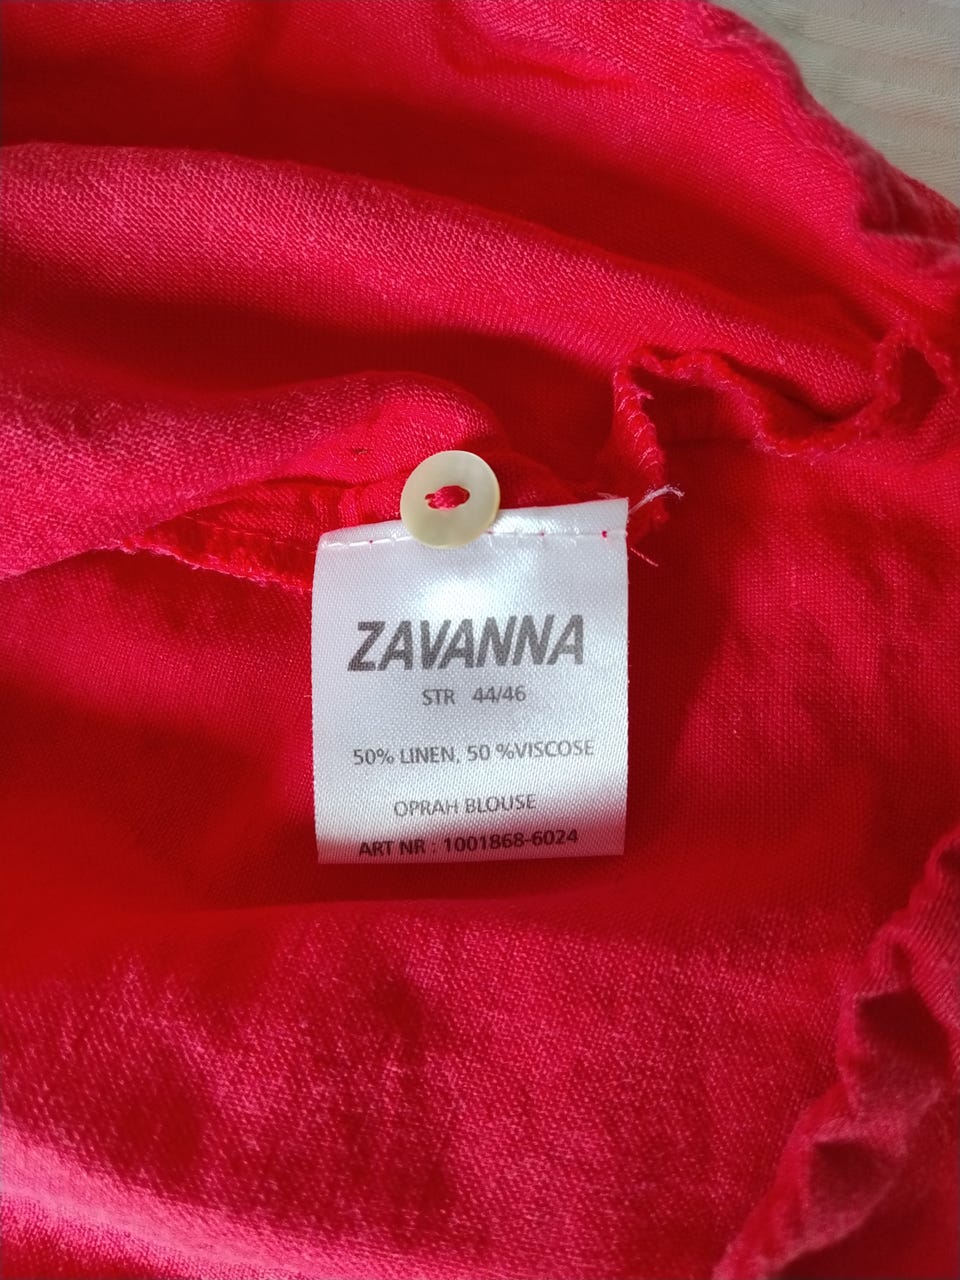 ZAVANNA
STR 44/46
50% LINEN, 50 %VISCOSE
OPRAH BLOUSE
ART NR : 1001868-6024